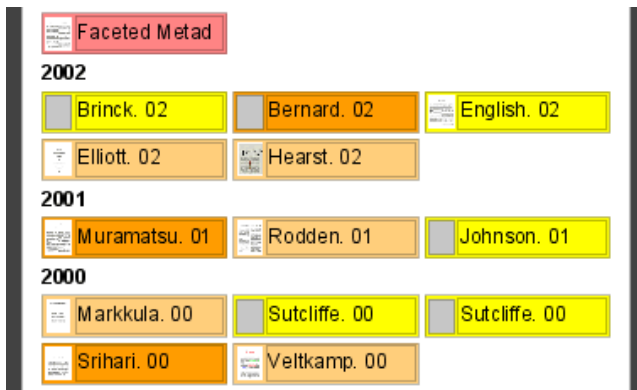 Faceted Metad
2002
Brinck. 02 Bernard. 02 English. 02
Elliott. 02 Hearst. 02
2001
Muramatsu. 01 Rodden. 01 Johnson. 01
2000
Markkula. 00 Sutcliffe. 00 Sutcliffe. 00
Srihari. 00 Veltkamp. 00